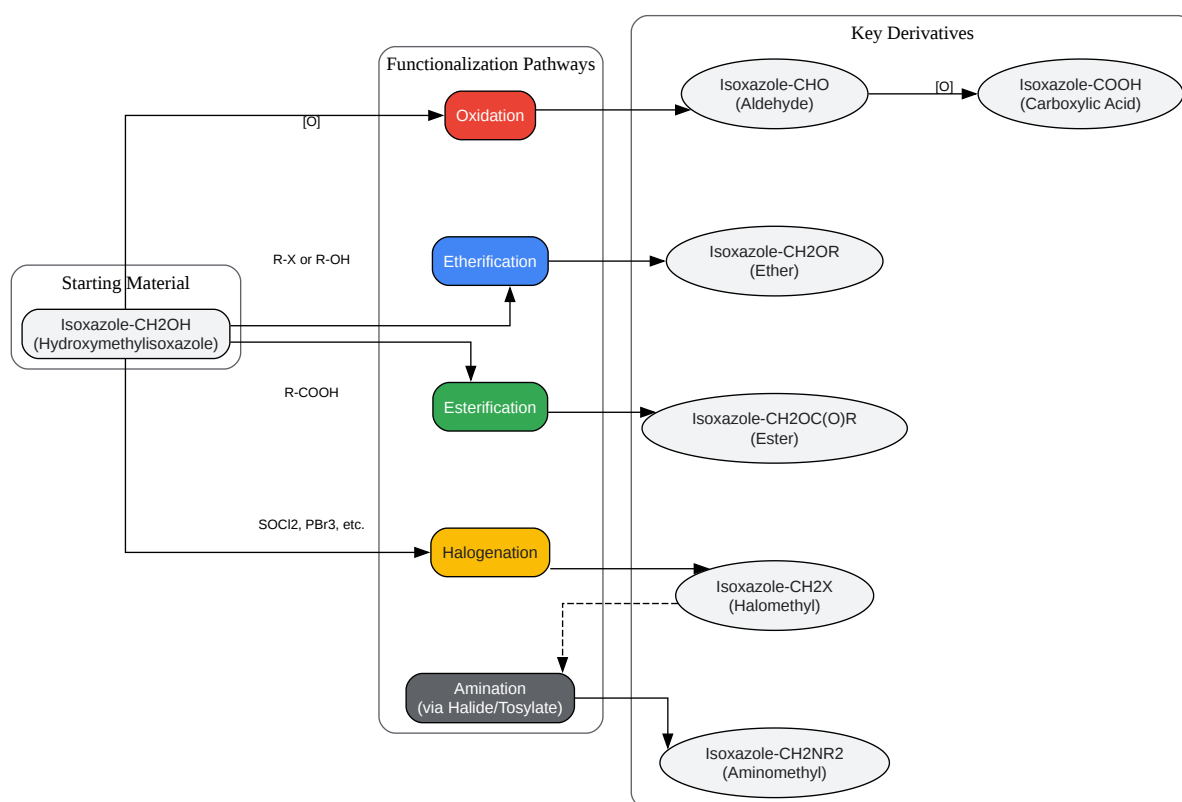 Key Derivatives
Functionalization Pathways
Isoxazole-CHO
(Aldehyde)
[O]
Isoxazole-COOH
(Carboxylic Acid)
[O]
Oxidation
R-X or R-OH
Etherification
Isoxazole-CH2OR
(Ether)
Starting Material
Isoxazole-CH2OH
(Hydroxymethylisoxazole)
R-COOH
Esterification
Isoxazole-CH2OC(O)R
(Ester)
SOCl2, PBr3, etc.
Halogenation
Isoxazole-CH2X
(Halomethyl)
Amination
(via Halide/Tosylate)
Isoxazole-CH2NR2
(Aminomethyl)